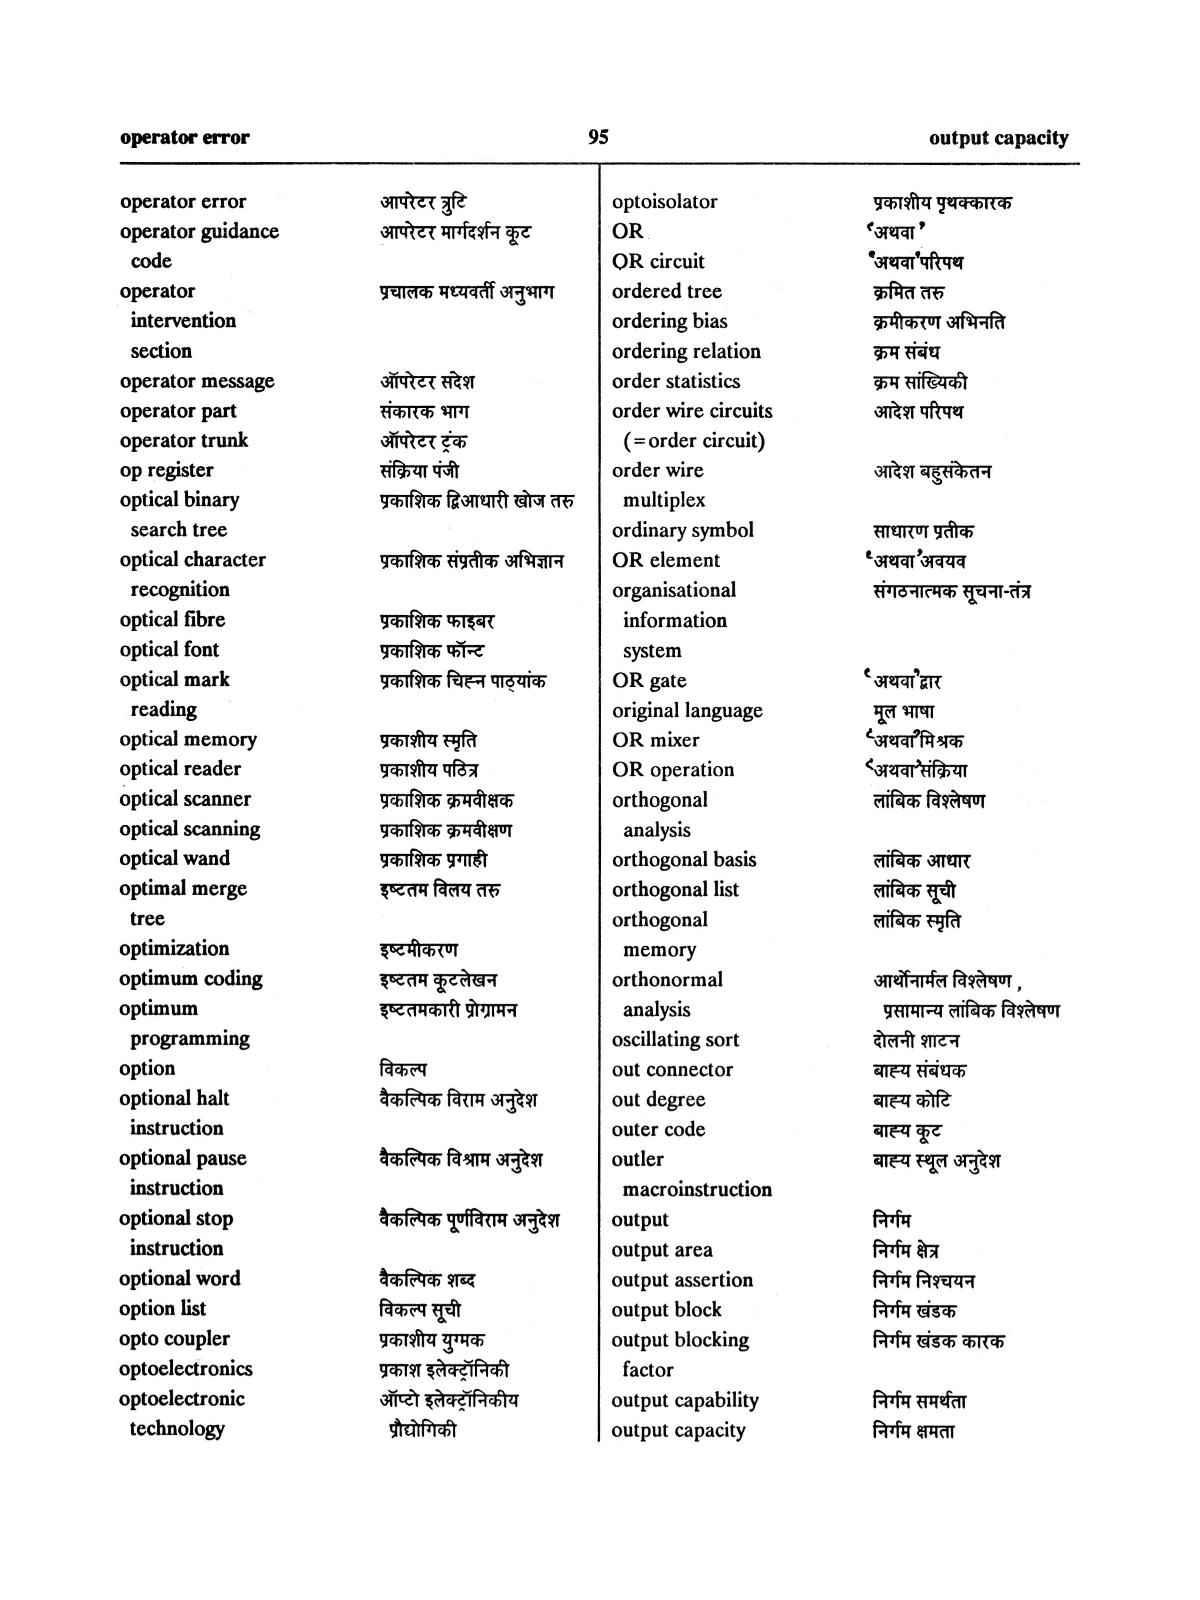 operator error 95 output capacity
operator error आपरेटर त्रुटि
operator guidance आपरेटर मार्गदर्शन कूट
code
operator प्रचालक मध्यवर्ती अनुभाग
intervention
section
operator message ऑपरेटर संदेश
operator part संकारक भाग
operator trunk ऑपरेटर ट्रंक
op register संक्रिया पंजी
optical binary प्रकाशिक द्विआधारी खोज तरु
search tree
optical character प्रकाशिक संप्रतीक अभिज्ञान
recognition
optical fibre प्रकाशिक फाइबर
optical font प्रकाशिक फॉन्ट
optical mark प्रकाशिक चिह्न पाठ्यांक
reading
optical memory प्रकाशीय स्मृति
optical reader प्रकाशीय पठित्र
optical scanner प्रकाशिक क्रमवीक्षक
optical scanning प्रकाशिक क्रमवीक्षण
optical wand प्रकाशिक प्रगाही
optimal merge इष्टतम विलय तरु
tree
optimization इष्टमीकरण
optimum coding इष्टतम कूटलेखन
optimum इष्टतमकारी प्रोग्रामन
programming
option विकल्प
optional halt वैकल्पिक विराम अनुदेश
instruction
optional pause वैकल्पिक विश्राम अनुदेश
instruction
optional stop वैकल्पिक पूर्णविराम अनुदेश
instruction
optional word वैकल्पिक शब्द
option list विकल्प सूची
opto coupler प्रकाशीय युग्मक
optoelectronics प्रकाश इलेक्ट्रॉनिकी
optoelectronic ऑप्टो इलेक्ट्रॉनिकीय
technology प्रौद्योगिकी
optoisolator प्रकाशीय पृथक्कारक
OR ‘अथवा’
OR circuit ‘अथवा’परिपथ
ordered tree क्रमित तरु
ordering bias क्रमीकरण अभिनति
ordering relation क्रम संबंध
order statistics क्रम सांख्यिकी
order wire circuits आदेश परिपथ
(=order circuit)
order wire आदेश बहुसंकेतन
multiplex
ordinary symbol साधारण प्रतीक
OR element ‘अथवा’अवयव
organisational संगठनात्मक सूचना-तंत्र
information
system
OR gate ‘अथवा’द्वार
original language मूल भाषा
OR mixer ‘अथवा’मिश्रक
OR operation ‘अथवा’संक्रिया
orthogonal लांबिक विश्लेषण
analysis
orthogonal basis लांबिक आधार
orthogonal list लांबिक सूची
orthogonal लांबिक स्मृति
memory
orthonormal आर्थोनार्मल विश्लेषण ,
analysis प्रसामान्य लांबिक विश्लेषण
oscillating sort दोलनी शाटन
out connector बाह्य संबंधक
out degree बाह्य कोटि
outer code बाह्य कूट
outler बाह्य स्थूल अनुदेश
macroinstruction
output निर्गम
output area निर्गम क्षेत्र
output assertion निर्गम निश्चयन
output block निर्गम खंडक
output blocking निर्गम खंडक कारक
factor
output capability निर्गम समर्थता
output capacity निर्गम क्षमता